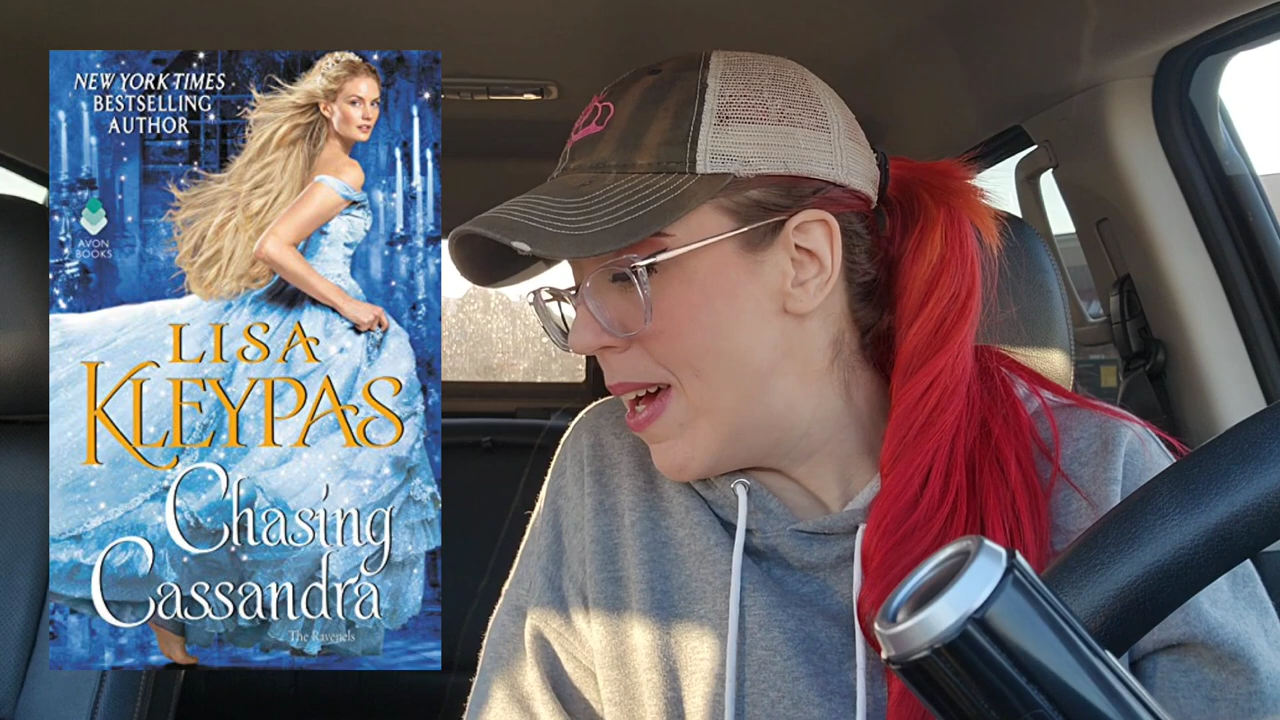 NEW YORK TIMES
BESTSELLING
AUTHOR
AVON
BOOKS
LISA
KLEYPAS
Chasing
Cassandra
The Ravenels